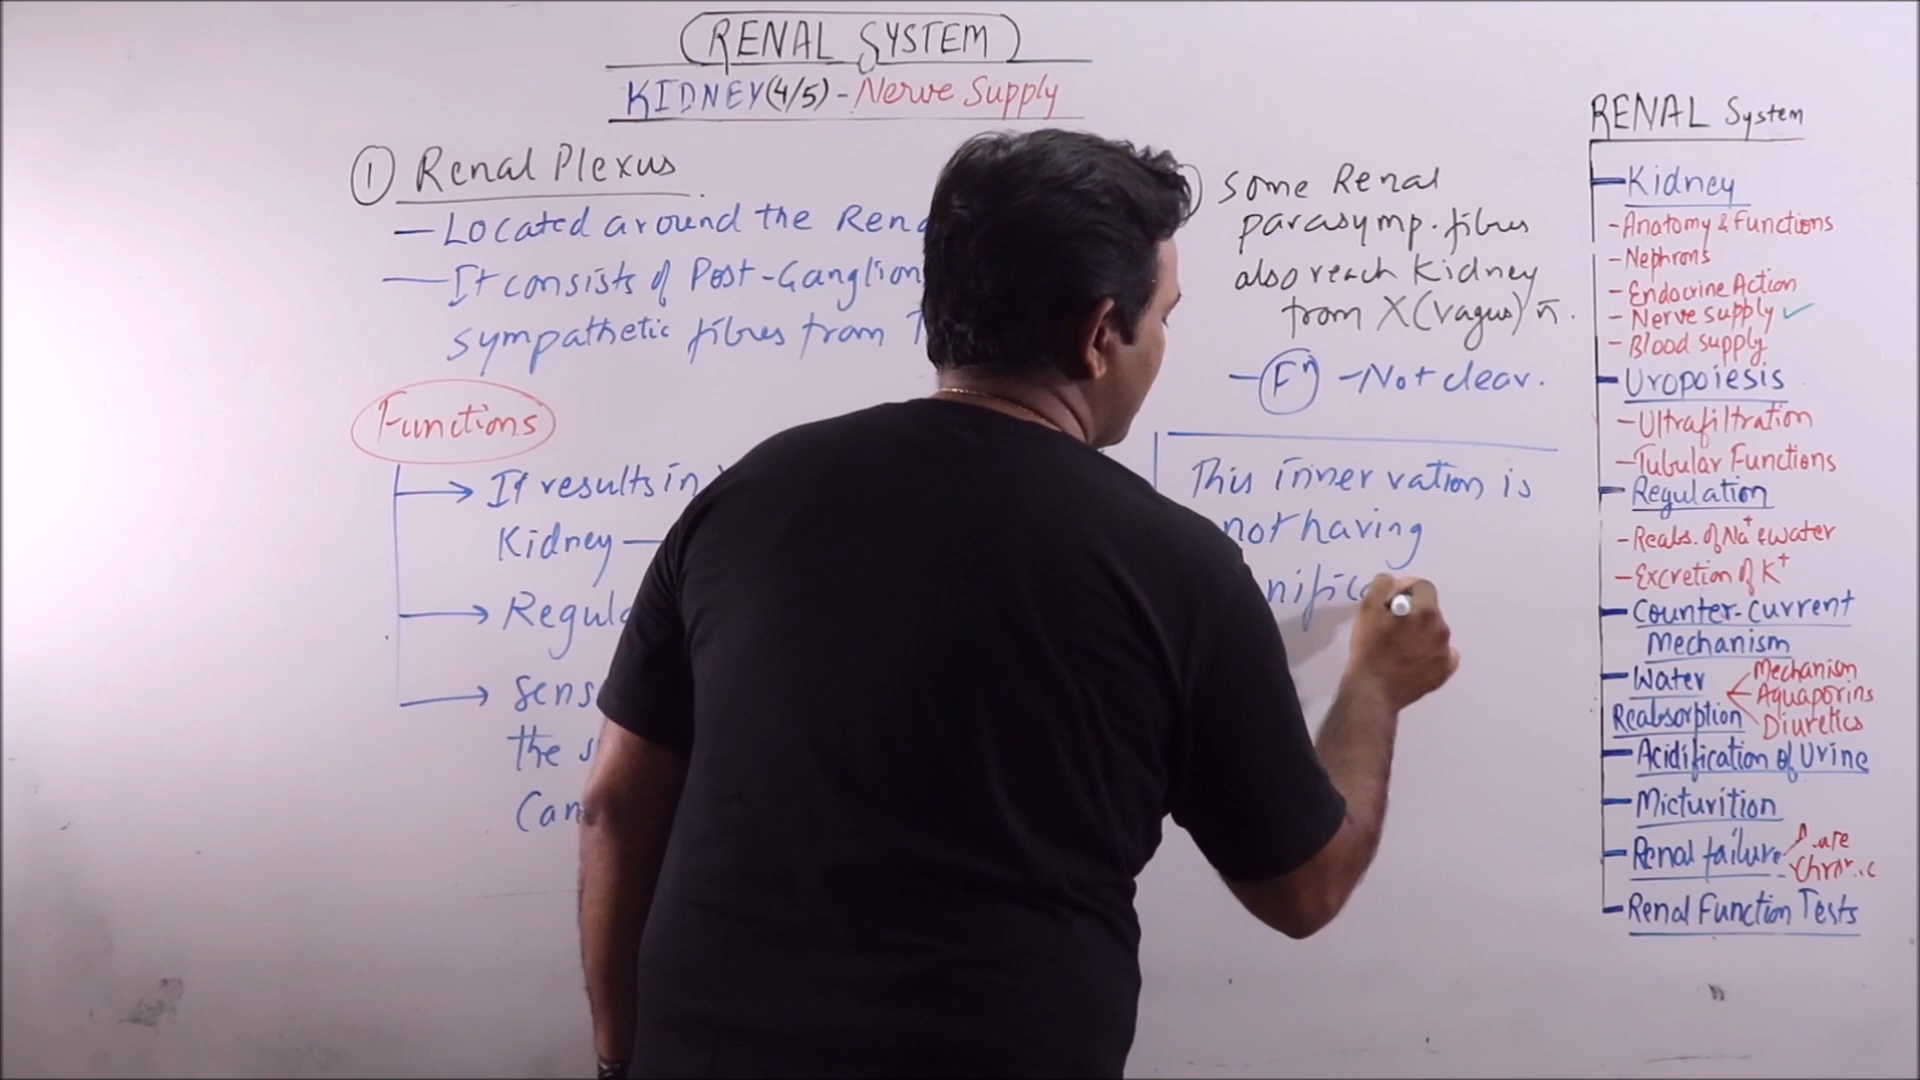 RENAL SYSTEM
KIDNEY(4/5)-Nerve Supply
① Renal Plexus
- Located around the Rena
- It consists of Post-Ganglion
sympathetic fibres from T
Functions
→ It results in
Kidney -
→ Regula
→ sens
the s
Can
) Some Renal
parasymp. fibres
also reach Kidney
from X(vagus) n̄.
- Fⁿ - Not clear.
This innervation is
not having
nifica
RENAL System
- Kidney
- Anatomy & Functions
- Nephrons
- Endocrine Action
- Nerve supply ✓
- Blood supply
- Uropoiesis
- Ultrafiltration
- Tubular Functions
- Regulation
- Reabs. of Na⁺ & water
- Excretion of K⁺
- Counter-current
Mechanism
- Water
Reabsorption
Mechanism
Aquaporins
Diuretics
- Acidification of Urine
- Micturition
- Renal failure
- Renal Function Tests